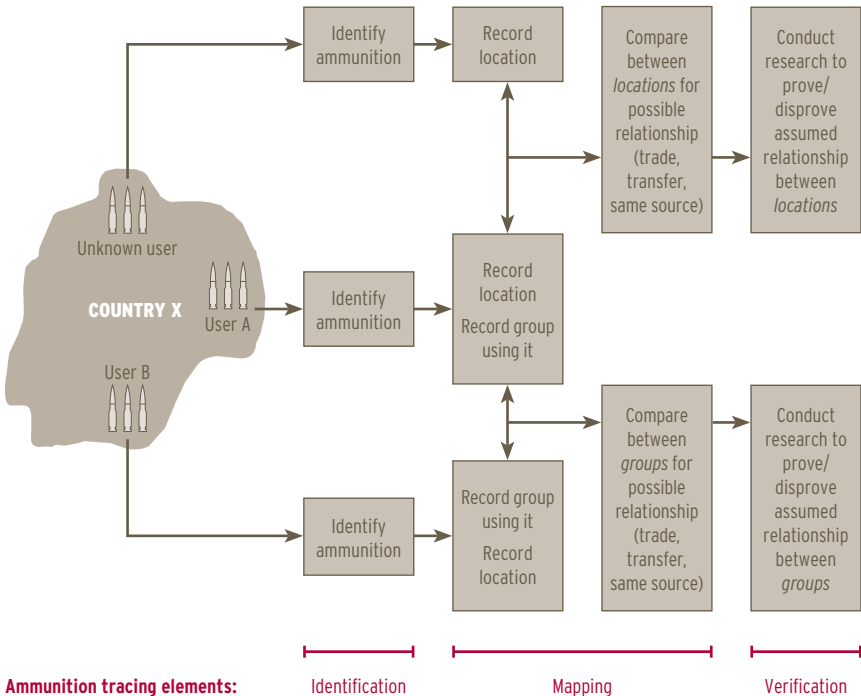 Identify
ammunition
Record
location
Compare
between
locations for
possible
relationship
(trade,
transfer,
same source)
Conduct
research to
prove/
disprove
assumed
relationship
between
locations
Unknown user
COUNTRY X
User A
User B
Identify
ammunition
Record
location
Record group
using it
Identify
ammunition
Record group
using it
Record
location
Compare
between
groups for
possible
relationship
(trade,
transfer,
same source)
Conduct
research to
prove/
disprove
assumed
relationship
between
groups
Ammunition tracing elements:
Identification
Mapping
Verification